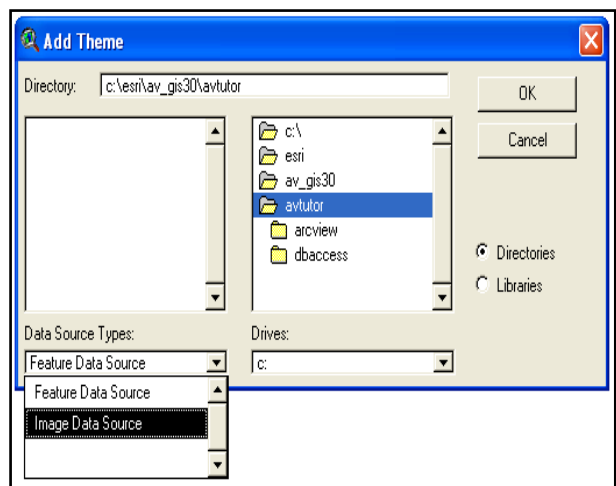 Add Theme
Directory: c:\esri\av_gis30\avtutor
OK
Cancel
c:\
esri
av_gis30
avtutor
arcview
dbaccess
Directories
Libraries
Data Source Types:
Drives:
Feature Data Source
c:
Feature Data Source
Image Data Source